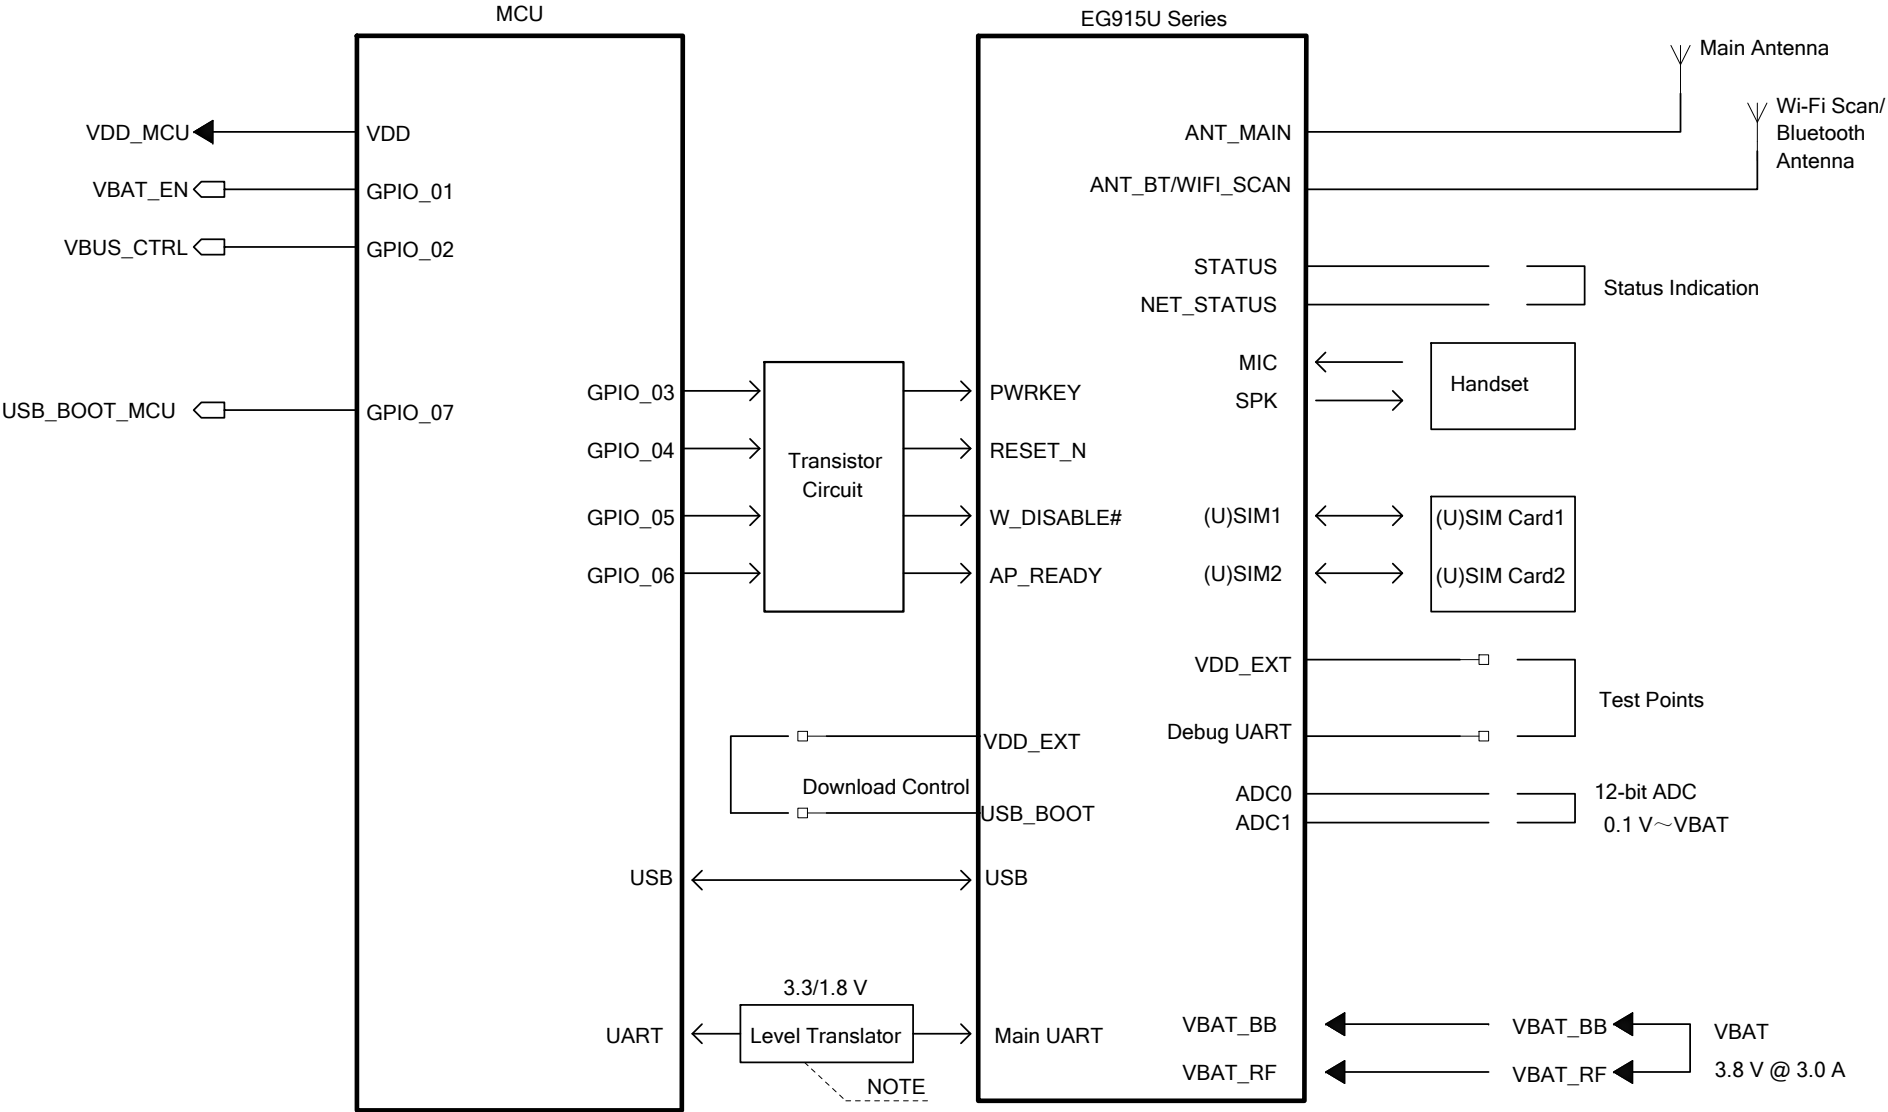 MCU
EG915U Series
Main Antenna
Wi-Fi Scan/
Bluetooth
Antenna
VDD_MCU
VDD
ANT_MAIN
VBAT_EN
GPIO_01
ANT_BT/WIFI_SCAN
VBUS_CTRL
GPIO_02
STATUS
NET_STATUS
Status Indication
MIC
SPK
Handset
USB_BOOT_MCU
GPIO_07
GPIO_03
PWRKEY
GPIO_04
RESET_N
Transistor
Circuit
GPIO_05
W_DISABLE#
(U)SIM1
(U)SIM Card1
GPIO_06
AP_READY
(U)SIM2
(U)SIM Card2
VDD_EXT
Debug UART
Test Points
VDD_EXT
Download Control
USB_BOOT
ADC0
ADC1
12-bit ADC
0.1 V～VBAT
USB
USB
3.3/1.8 V
UART
Level Translator
Main UART
NOTE
VBAT_BB
VBAT_BB
VBAT
VBAT_RF
VBAT_RF
3.8 V @ 3.0 A